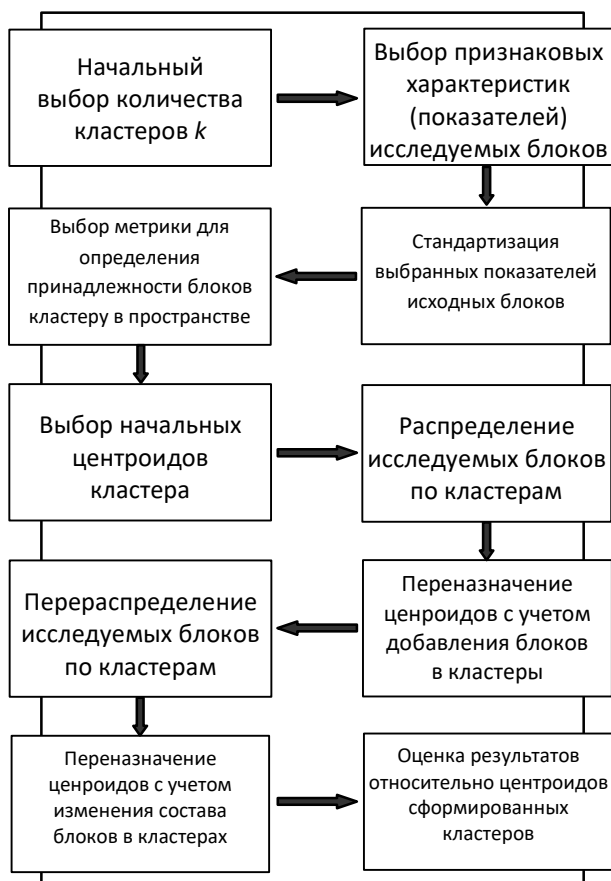 Начальный
выбор количества
кластеров k
Выбор признаковых
характеристик
(показателей)
исследуемых блоков
Стандартизация
выбранных показателей
исходных блоков
Выбор метрики для
определения
принадлежности блоков
кластеру в пространстве
Выбор начальных
центроидов
кластера
Распределение
исследуемых блоков
по кластерам
Переназначение
ценроидов с учетом
добавления блоков
в кластеры
Перераспределение
исследуемых блоков
по кластерам
Переназначение
ценроидов с учетом
изменения состава
блоков в кластерах
Оценка результатов
относительно центроидов
сформированных
кластеров